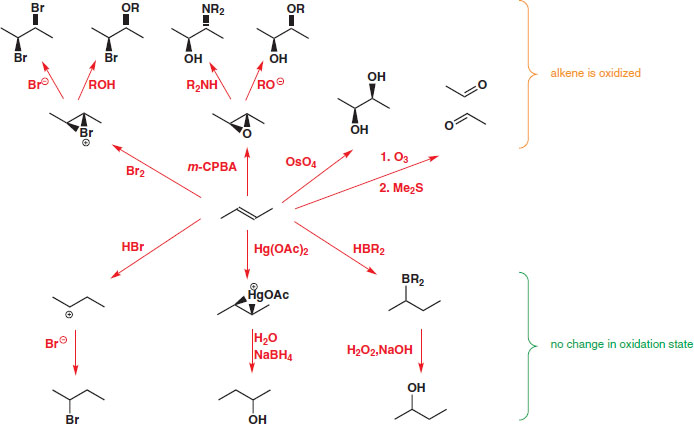 Br
OR
NR2
OR
Br
Br
OH
OH
Br⊖
ROH
R2NH
RO⊖
OH
OH
O
O
alkene is oxidized
Br
⊕
O
Br2
m-CPBA
OsO4
1. O3
2. Me2S
HBr
Hg(OAc)2
HBR2
⊕
HgOAc
BR2
⊕
Br⊖
H2O
NaBH4
H2O2,NaOH
no change in oxidation state
Br
OH
OH